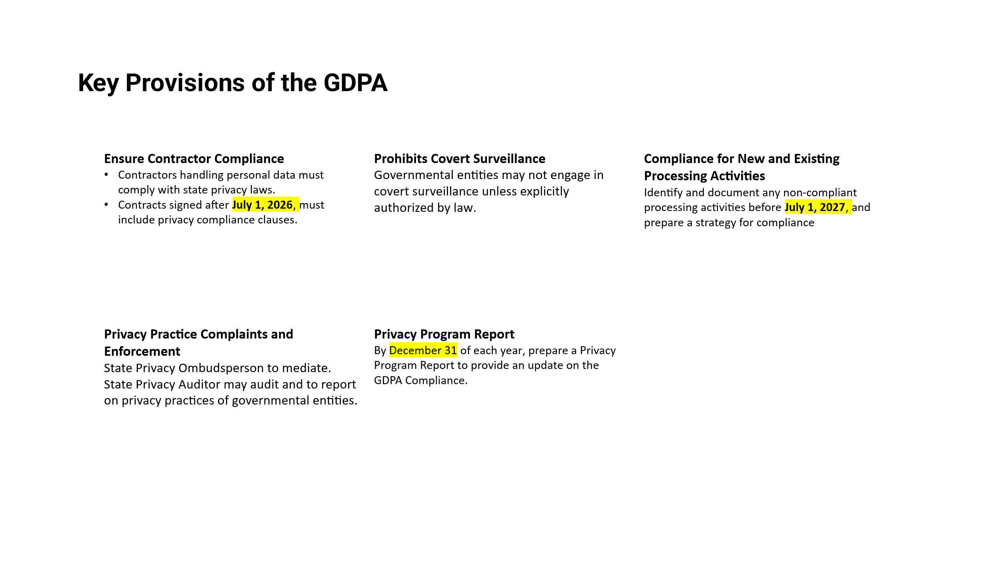 Key Provisions of the GDPA
Ensure Contractor Compliance
• Contractors handling personal data must
comply with state privacy laws.
• Contracts signed after July 1, 2026, must
include privacy compliance clauses.
Prohibits Covert Surveillance
Governmental entities may not engage in
covert surveillance unless explicitly
authorized by law.
Compliance for New and Existing
Processing Activities
Identify and document any non-compliant
processing activities before July 1, 2027, and
prepare a strategy for compliance
Privacy Practice Complaints and
Enforcement
State Privacy Ombudsperson to mediate.
State Privacy Auditor may audit and to report
on privacy practices of governmental entities.
Privacy Program Report
By December 31 of each year, prepare a Privacy
Program Report to provide an update on the
GDPA Compliance.